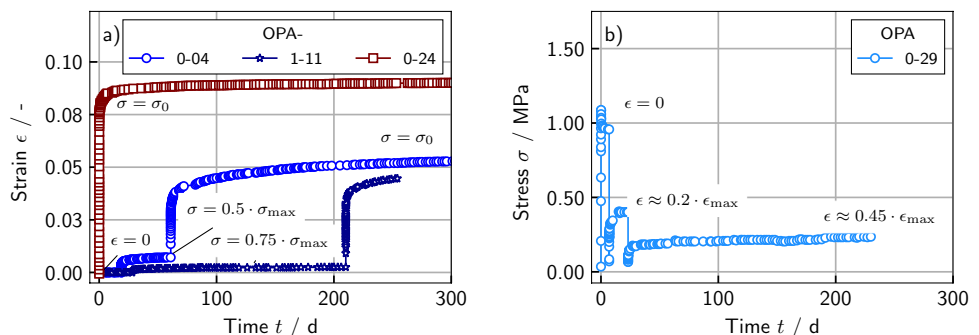 a)
OPA-
0-04 1-11 0-24
σ = σ₀
σ = σ₀
σ = 0.5 · σmax
σ = 0.75 · σmax
ϵ = 0
0.10
0.08
0.05
0.03
0.00
Strain ϵ / -
0 100 200 300
Time t / d
b)
OPA
0-29
ϵ = 0
ϵ ≈ 0.2 · ϵmax
ϵ ≈ 0.45 · ϵmax
1.50
1.00
0.50
0.00
Stress σ / MPa
0 100 200 300
Time t / d